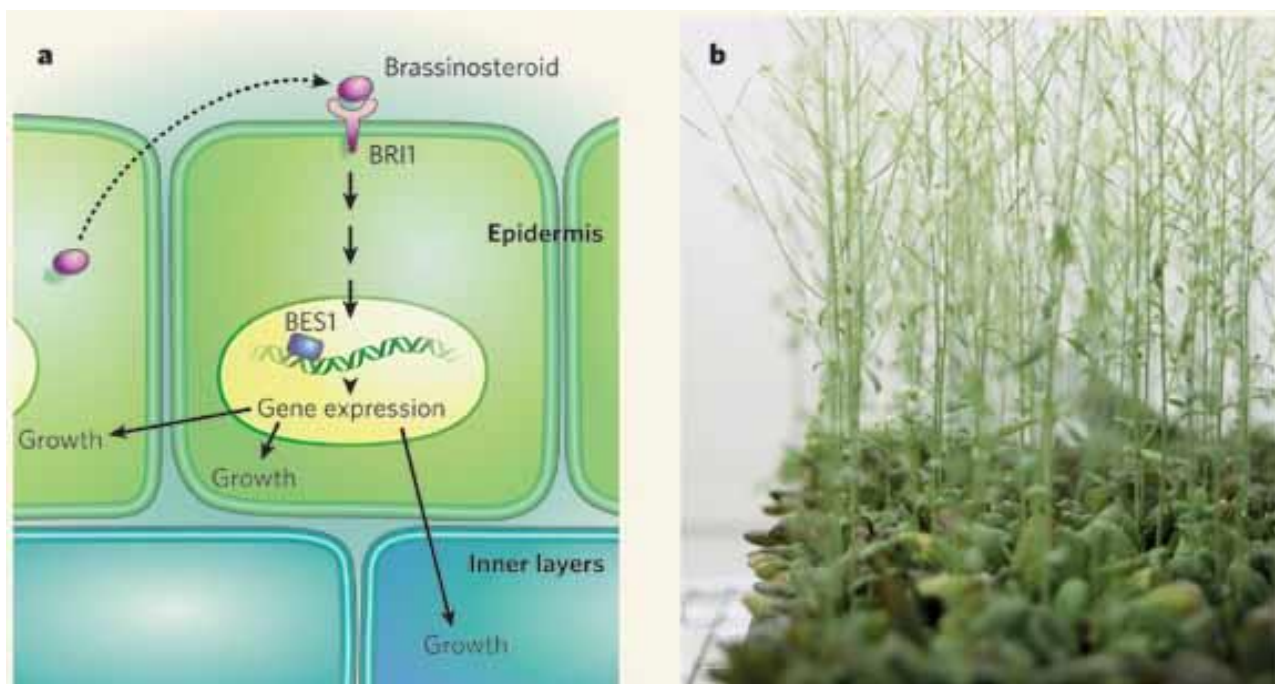 a
Brassinosteroid
BRI1
Epidermis
BES1
Gene expression
Growth
Growth
Inner layers
Growth
b